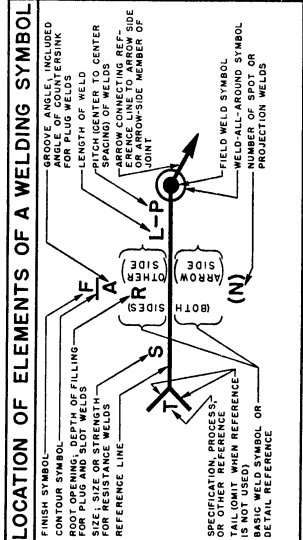 LOCATION OF ELEMENTS OF A WELDING SYMBOL
FINISH SYMBOL
CONTOUR SYMBOL
ROOT OPENING; DEPTH OF FILLING
FOR PLUG AND SLOT WELDS
SIZE; SIZE OR STRENGTH
FOR RESISTANCE WELDS
REFERENCE LINE
SPECIFICATION, PROCESS,
OR OTHER REFERENCE
TAIL (OMIT WHEN REFERENCE
IS NOT USED)
BASIC WELD SYMBOL OR
DETAIL REFERENCE
GROOVE ANGLE, INCLUDED
ANGLE OF COUNTERSINK
FOR PLUG WELDS
LENGTH OF WELD
PITCH (CENTER TO CENTER
SPACING) OF WELDS
ARROW CONNECTING REF-
ERENCE LINE TO ARROW SIDE
OR ARROW-SIDE MEMBER OF
JOINT
FIELD WELD SYMBOL
WELD-ALL-AROUND SYMBOL
NUMBER OF SPOT OR
PROJECTION WELDS
F
A
R
S
L-P
T
(N)
(OTHER
SIDE)
(ARROW
SIDE)
(BOTH
SIDES)